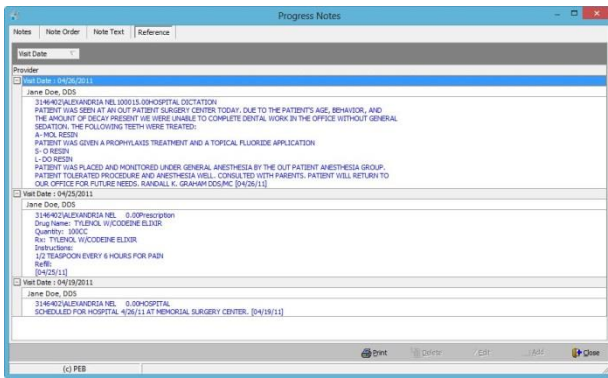 Progress Notes
Notes Note Order Note Text Reference
Visit Date
Provider
Visit Date : 04/26/2011
Jane Doe, DDS
3146402\ALEXANDRIA NEL 100015.00HOSPITAL DICTATION
PATIENT WAS SEEN AT AN OUT PATIENT SURGERY CENTER TODAY. DUE TO THE PATIENT'S AGE, BEHAVIOR, AND
THE AMOUNT OF DECAY PRESENT WE WERE UNABLE TO COMPLETE DENTAL WORK IN THE OFFICE WITHOUT GENERAL
SEDATION. THE FOLLOWING TEETH WERE TREATED:
A- MOL RESIN
PATIENT WAS GIVEN A PROPHYLAXIS TREATMENT AND A TOPICAL FLUORIDE APPLICATION
S- O RESIN
L- DO RESIN
PATIENT WAS PLACED AND MONITORED UNDER GENERAL ANESTHESIA BY THE OUT PATIENT ANESTHESIA GROUP.
PATIENT TOLERATED PROCEDURE AND ANESTHESIA WELL. CONSULTED WITH PARENTS. PATIENT WILL RETURN TO
OUR OFFICE FOR FUTURE NEEDS. RANDALL K. GRAHAM DDS/MC [04/26/11]
Visit Date : 04/25/2011
Jane Doe, DDS
3146402\ALEXANDRIA NEL 0.00Prescription
Drug Name: TYLENOL W/CODEINE ELIXIR
Quantity: 100CC
Rx: TYLENOL W/CODEINE ELIXIR
Instructions:
1/2 TEASPOON EVERY 6 HOURS FOR PAIN
Refill:
[04/25/11]
Visit Date : 04/19/2011
Jane Doe, DDS
3146402\ALEXANDRIA NEL 0.00HOSPITAL
SCHEDULED FOR HOSPITAL 4/26/11 AT MEMORIAL SURGERY CENTER. [04/19/11]
Print Delete Edit Add Close
(c) PEB